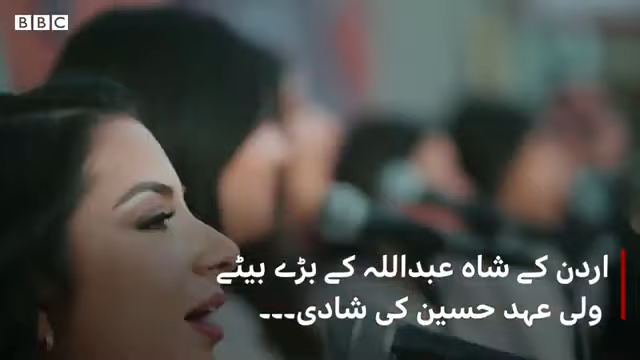 BBC
اردن کے شاہ عبداللہ کے بڑے بیٹے
ولی عہد حسین کی شادی۔۔۔